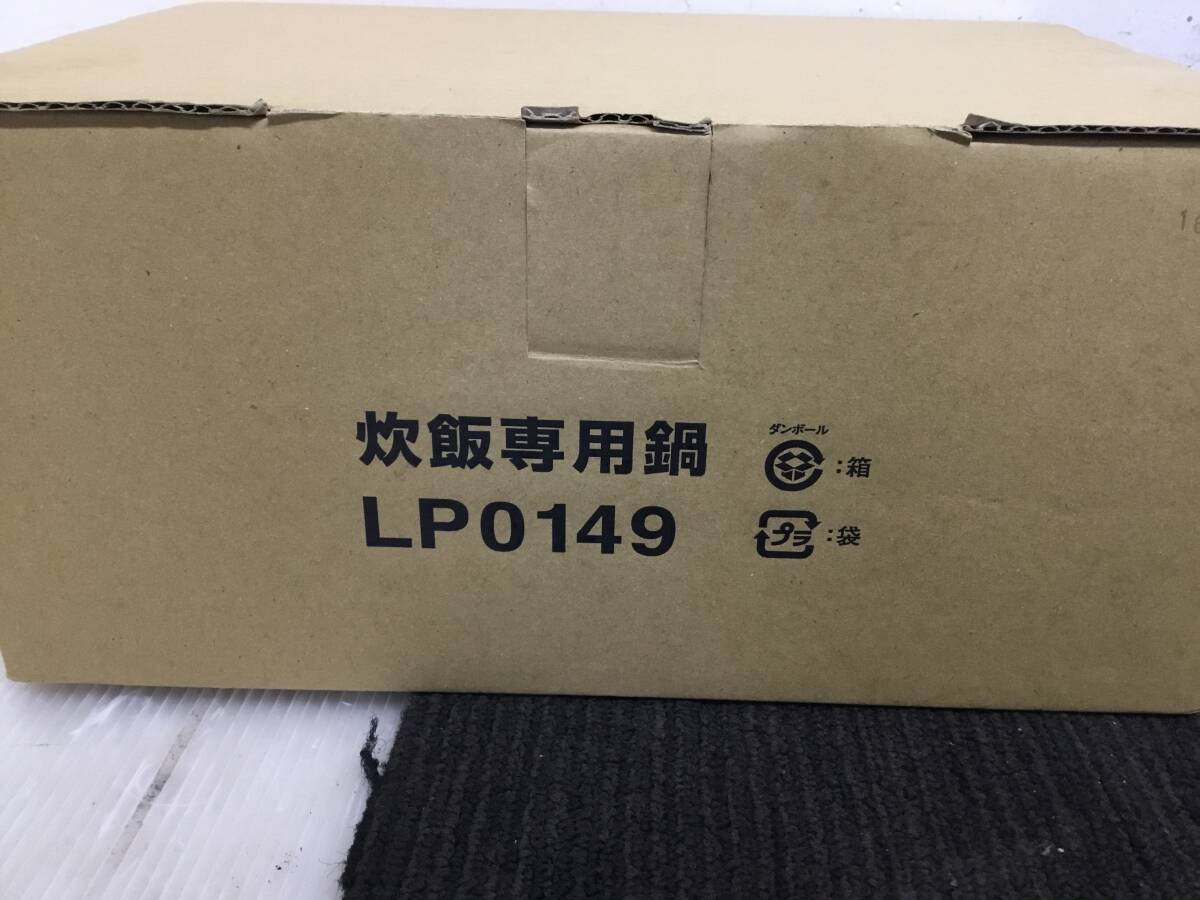 炊飯専用鍋
LP0149
ダンボール
:箱
プラ :袋